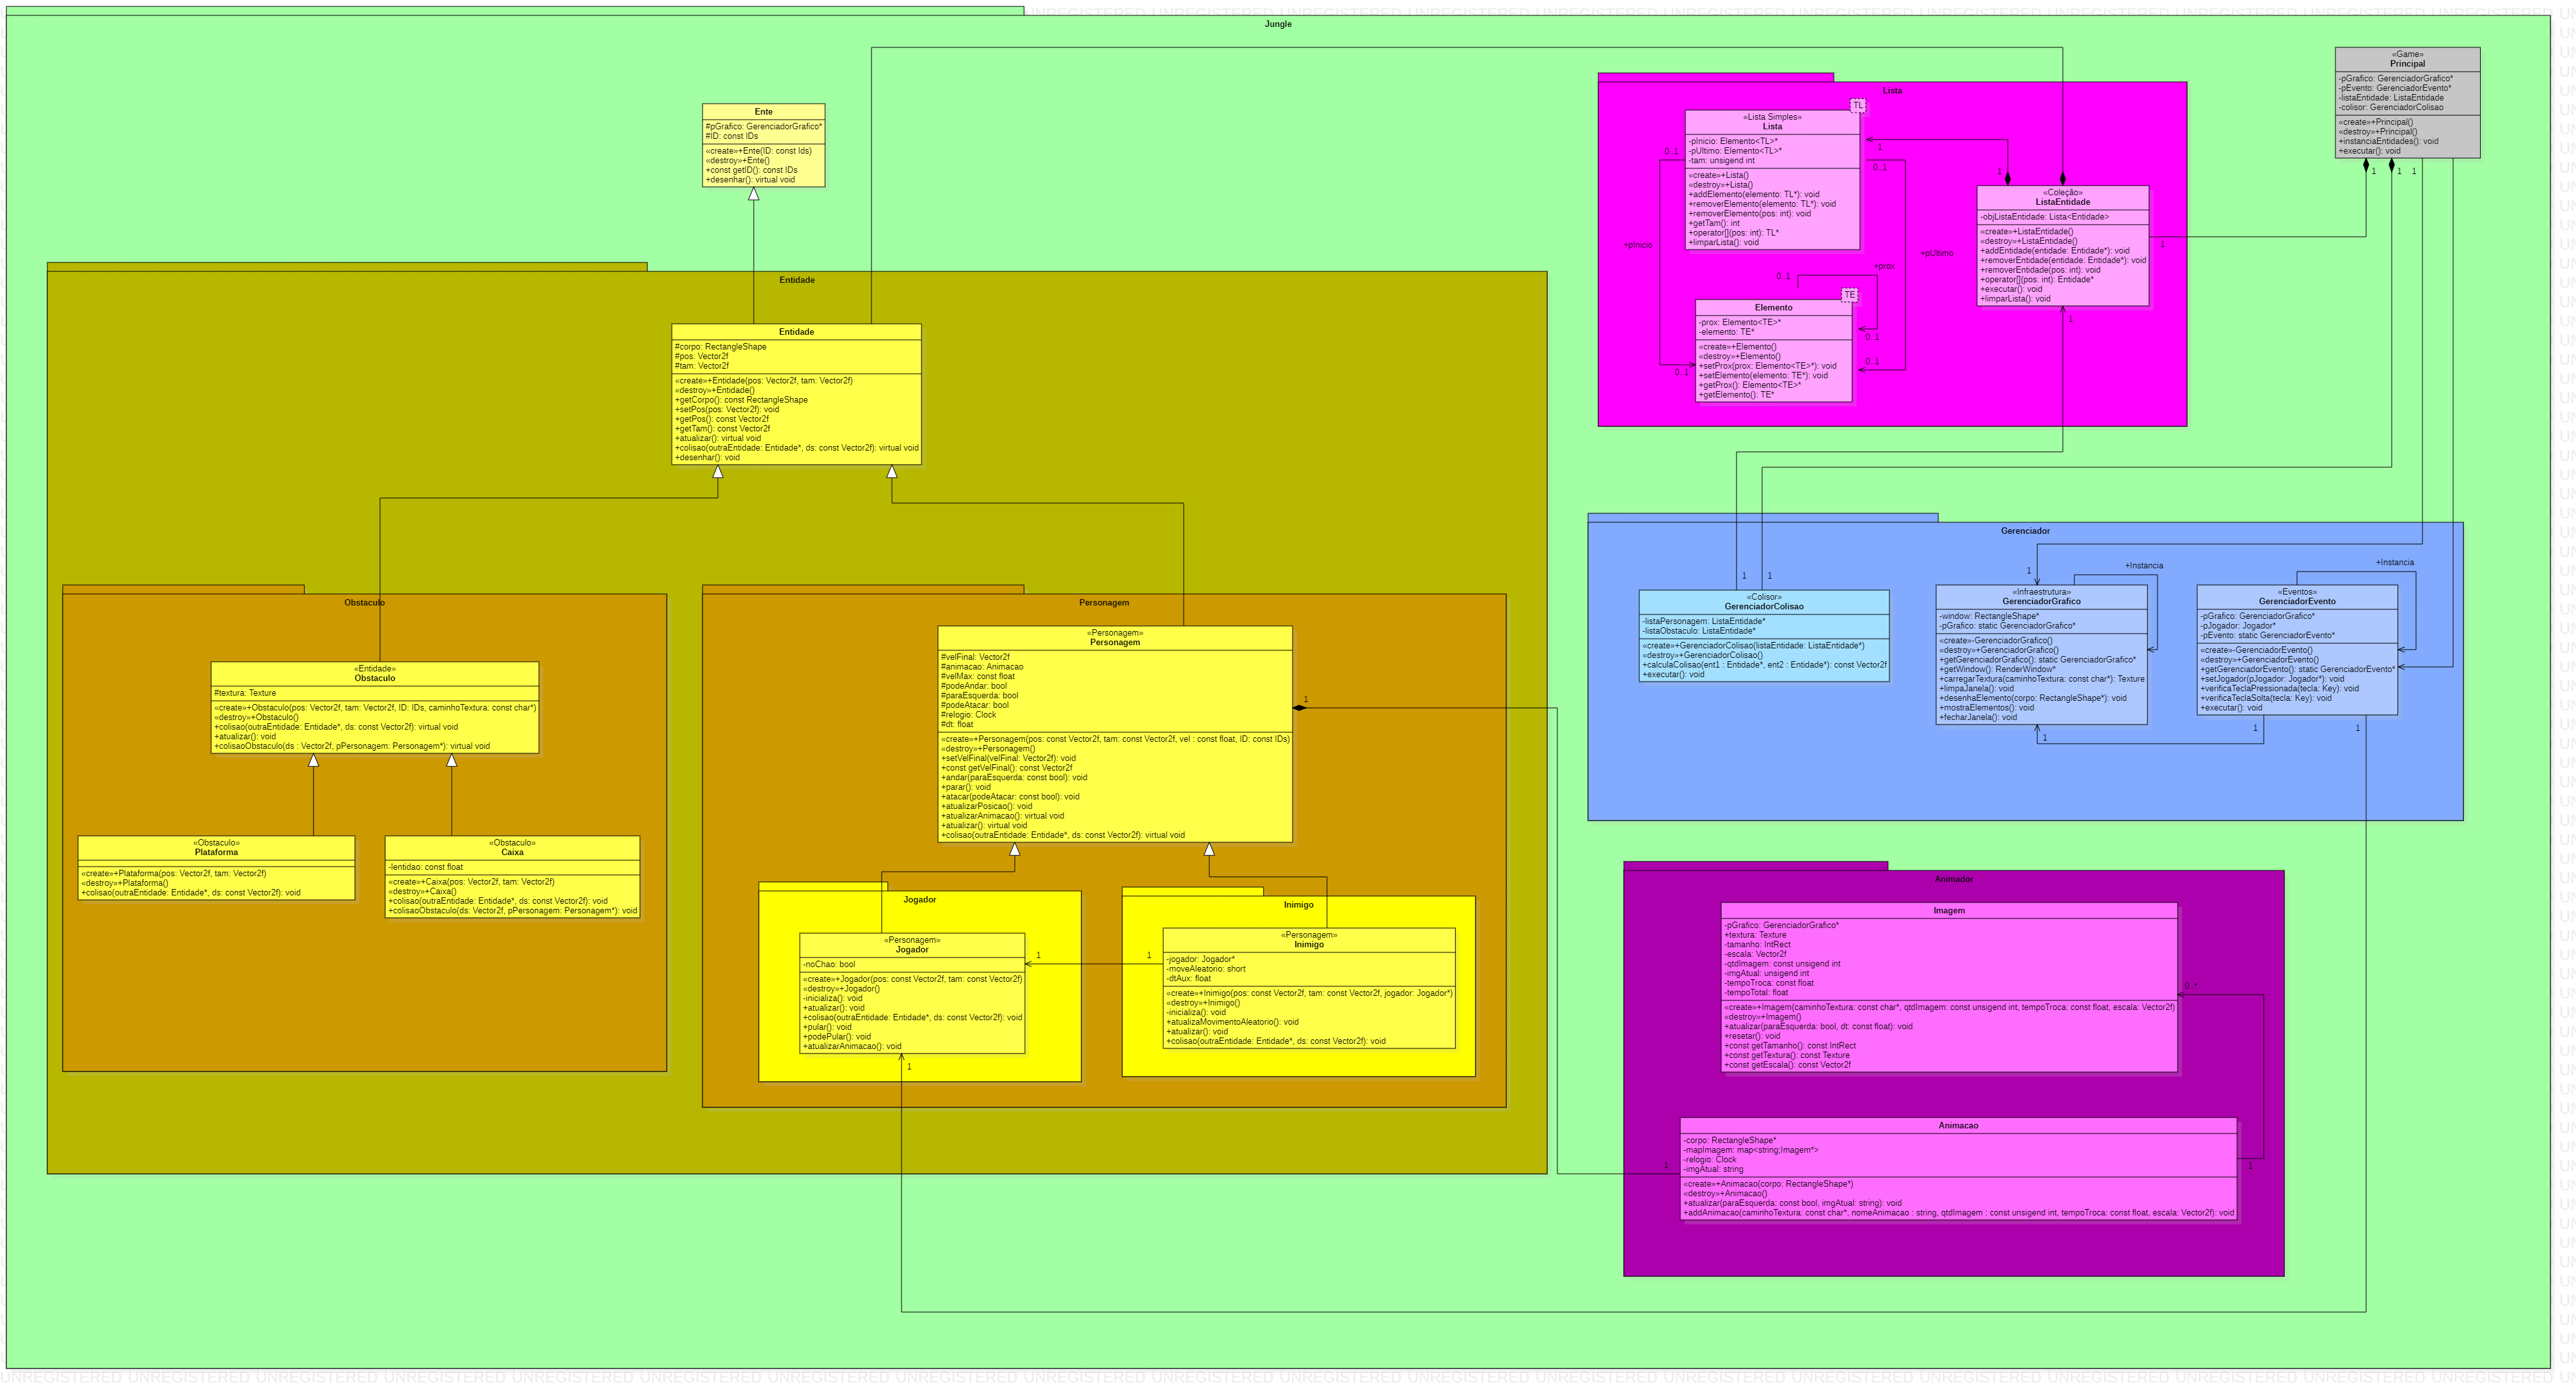 Jungle
«Game»
Principal
-pGrafico: GerenciadorGrafico*
-pEvento: GerenciadorEvento*
-listaEntidade: ListaEntidade
-colisor: GerenciadorColisao
«create»+Principal()
«destroy»+Principal()
+instanciaEntidades(): void
+executar(): void
1
1
1
Ente
#pGrafico: GerenciadorGrafico*
#ID: const IDs
«create»+Ente(ID: const Ids)
«destroy»+Ente()
+const getID(): const IDs
+desenhar(): virtual void
Lista
TL
«Lista Simples»
Lista
-pInicio: Elemento<TL>*
-pUltimo: Elemento<TL>*
-tam: unsigend int
«create»+Lista()
«destroy»+Lista()
+addElemento(elemento: TL*): void
+removerElemento(elemento: TL*): void
+removerElemento(pos: int): void
+getTam(): int
+operator[](pos: int): TL*
+limparLista(): void
0..1
0..1
1
1
+pInicio
+pUltimo
+prox
0..1
TE
Elemento
-prox: Elemento<TE>*
-elemento: TE*
«create»+Elemento()
«destroy»+Elemento()
+setProx(prox: Elemento<TE>*): void
+setElemento(elemento: TE*): void
+getProx(): Elemento<TE>*
+getElemento(): TE*
0..1
0..1
0..1
«Coleção»
ListaEntidade
-objListaEntidade: Lista<Entidade>
«create»+ListaEntidade()
«destroy»+ListaEntidade()
+addEntidade(entidade: Entidade*): void
+removerEntidade(entidade: Entidade*): void
+removerEntidade(pos: int): void
+operator[](pos: int): Entidade*
+executar(): void
+limparLista(): void
1
1
Entidade
Entidade
#corpo: RectangleShape
#pos: Vector2f
#tam: Vector2f
«create»+Entidade(pos: Vector2f, tam: Vector2f)
«destroy»+Entidade()
+getCorpo(): const RectangleShape
+setPos(pos: Vector2f): void
+getPos(): const Vector2f
+getTam(): const Vector2f
+atualizar(): virtual void
+colisao(outraEntidade: Entidade*, ds: const Vector2f): virtual void
+desenhar(): void
Obstaculo
«Entidade»
Obstaculo
#textura: Texture
«create»+Obstaculo(pos: Vector2f, tam: Vector2f, ID: IDs, caminhoTextura: const char*)
«destroy»+Obstaculo()
+colisao(outraEntidade: Entidade*, ds: const Vector2f): virtual void
+atualizar(): void
+colisaoObstaculo(ds : Vector2f, pPersonagem: Personagem*): virtual void
«Obstaculo»
Plataforma
«create»+Plataforma(pos: Vector2f, tam: Vector2f)
«destroy»+Plataforma()
+colisao(outraEntidade: Entidade*, ds: const Vector2f): void
«Obstaculo»
Caixa
-lentidao: const float
«create»+Caixa(pos: Vector2f, tam: Vector2f)
«destroy»+Caixa()
+colisao(outraEntidade: Entidade*, ds: const Vector2f): void
+colisaoObstaculo(ds: Vector2f, pPersonagem: Personagem*): void
Personagem
«Personagem»
Personagem
#velFinal: Vector2f
#animacao: Animacao
#velMax: const float
#podeAndar: bool
#paraEsquerda: bool
#podeAtacar: bool
#relogio: Clock
#dt: float
«create»+Personagem(pos: const Vector2f, tam: const Vector2f, vel : const float, ID: const IDs)
«destroy»+Personagem()
+setVelFinal(velFinal: Vector2f): void
+const getVelFinal(): const Vector2f
+andar(paraEsquerda: const bool): void
+parar(): void
+atacar(podeAtacar: const bool): void
+atualizarPosicao(): void
+atualizarAnimacao(): virtual void
+atualizar(): virtual void
+colisao(outraEntidade: Entidade*, ds: const Vector2f): virtual void
1
Jogador
«Personagem»
Jogador
-noChao: bool
«create»+Jogador(pos: const Vector2f, tam: const Vector2f)
«destroy»+Jogador()
-inicializa(): void
+atualizar(): void
+colisao(outraEntidade: Entidade*, ds: const Vector2f): void
+pular(): void
+podePular(): void
+atualizarAnimacao(): void
1
1
1
Inimigo
«Personagem»
Inimigo
-jogador: Jogador*
-moveAleatorio: short
-dtAux: float
«create»+Inimigo(pos: const Vector2f, tam: const Vector2f, jogador: Jogador*)
«destroy»+Inimigo()
-inicializa(): void
+atualizaMovimentoAleatorio(): void
+atualizar(): void
+colisao(outraEntidade: Entidade*, ds: const Vector2f): void
Gerenciador
1
1
«Colisor»
GerenciadorColisao
-listaPersonagem: ListaEntidade*
-listaObstaculo: ListaEntidade*
«create»+GerenciadorColisao(listaEntidade: ListaEntidade*)
«destroy»+GerenciadorColisao()
+calculaColisao(ent1 : Entidade*, ent2 : Entidade*): const Vector2f
+executar(): void
1
+Instancia
«Infraestrutura»
GerenciadorGrafico
-window: RectangleShape*
-pGrafico: static GerenciadorGrafico*
«create»-GerenciadorGrafico()
«destroy»+GerenciadorGrafico()
+getGerenciadorGrafico(): static GerenciadorGrafico*
+getWindow(): RenderWindow*
+carregarTextura(caminhoTextura: const char*): Texture
+limpaJanela(): void
+desenhaElemento(corpo: RectangleShape*): void
+mostraElementos(): void
+fecharJanela(): void
1
+Instancia
«Eventos»
GerenciadorEvento
-pGrafico: GerenciadorGrafico*
-pJogador: Jogador*
-pEvento: static GerenciadorEvento*
«create»-GerenciadorEvento()
«destroy»+GerenciadorEvento()
+getGerenciadorEvento(): static GerenciadorEvento*
+setJogador(pJogador: Jogador*): void
+verificaTeclaPressionada(tecla: Key): void
+verificaTeclaSolta(tecla: Key): void
+executar(): void
1
1
Animador
Imagem
-pGrafico: GerenciadorGrafico*
+textura: Texture
-tamanho: IntRect
-escala: Vector2f
-qtdImagem: const unsigend int
-imgAtual: unsigend int
-tempoTroca: const float
-tempoTotal: float
«create»+Imagem(caminhoTextura: const char*, qtdImagem: const unsigend int, tempoTroca: const float, escala: Vector2f)
«destroy»+Imagem()
+atualizar(paraEsquerda: bool, dt: const float): void
+resetar(): void
+const getTamanho(): const IntRect
+const getTextura(): const Texture
+const getEscala(): const Vector2f
0..*
Animacao
-corpo: RectangleShape*
-mapImagem: map<string;Imagem*>
-relogio: Clock
-imgAtual: string
«create»+Animacao(corpo: RectangleShape*)
«destroy»+Animacao()
+atualizar(paraEsquerda: const bool, imgAtual: string): void
+addAnimacao(caminhoTextura: const char*, nomeAnimacao : string, qtdImagem : const unsigend int, tempoTroca: const float, escala: Vector2f): void
1
1
UNREGISTERED UNREGISTERED UNREGISTERED UNREGISTERED UNREGISTERED UNREGISTERED UNREGISTERED UNREGISTERED UNREGISTERED UNREGISTERED UNREGISTERED UNREGISTERED UNREGISTERED UNREGISTERED UNREGISTERED UNREGISTERED UNREGISTERED UNREGISTERED UNREGISTERED UNREGISTERED